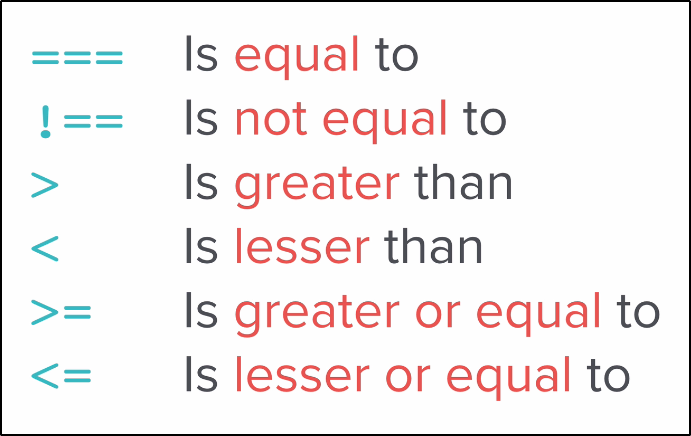 === Is equal to
!== Is not equal to
> Is greater than
< Is lesser than
>= Is greater or equal to
<= Is lesser or equal to